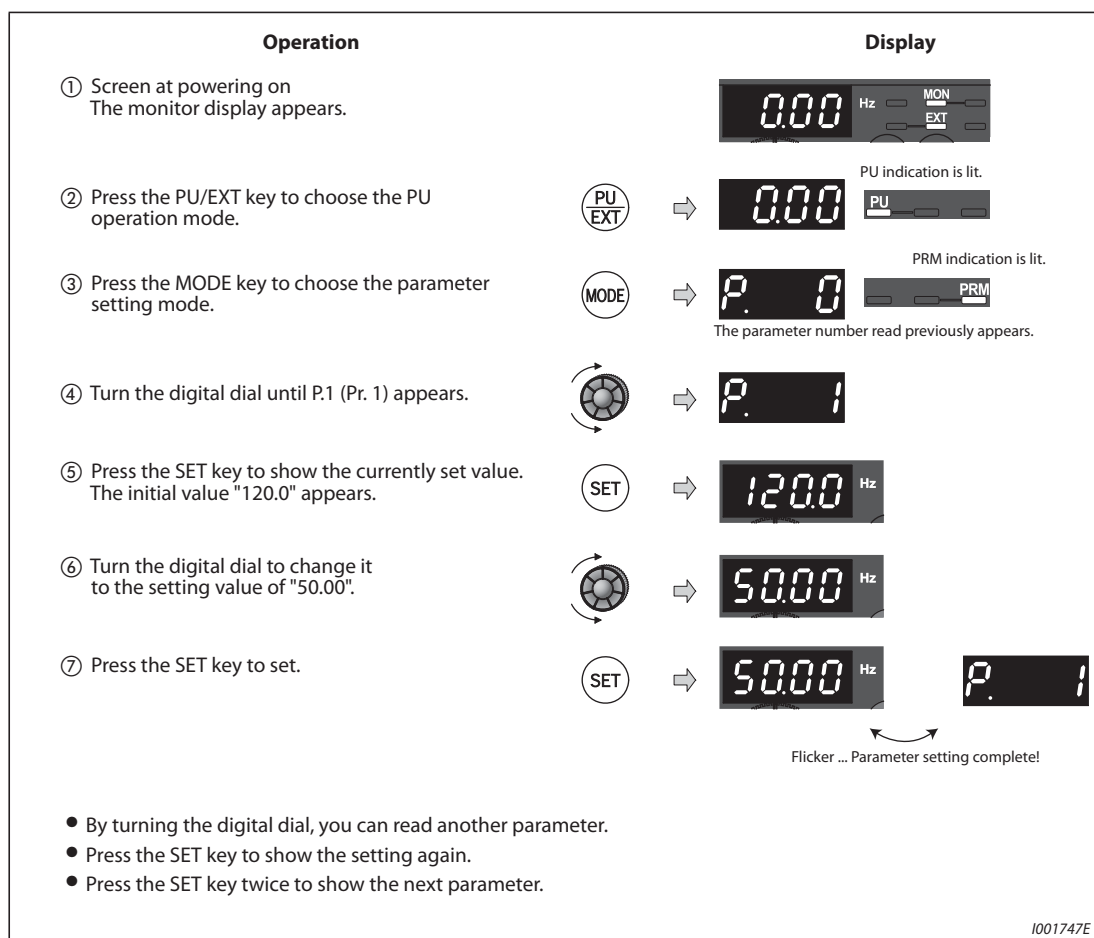 Operation
Display
① Screen at powering on
The monitor display appears.
0.00 Hz MON
EXT
② Press the PU/EXT key to choose the PU
operation mode.
PU
EXT
0.00
PU indication is lit.
PU
③ Press the MODE key to choose the parameter
setting mode.
MODE
P. 0
PRM indication is lit.
PRM
The parameter number read previously appears.
④ Turn the digital dial until P.1 (Pr. 1) appears.
P. 1
⑤ Press the SET key to show the currently set value.
The initial value "120.0" appears.
SET
120.0 Hz
⑥ Turn the digital dial to change it
to the setting value of "50.00".
50.00 Hz
⑦ Press the SET key to set.
SET
50.00 Hz
P. 1
Flicker ... Parameter setting complete!
● By turning the digital dial, you can read another parameter.
● Press the SET key to show the setting again.
● Press the SET key twice to show the next parameter.
I001747E